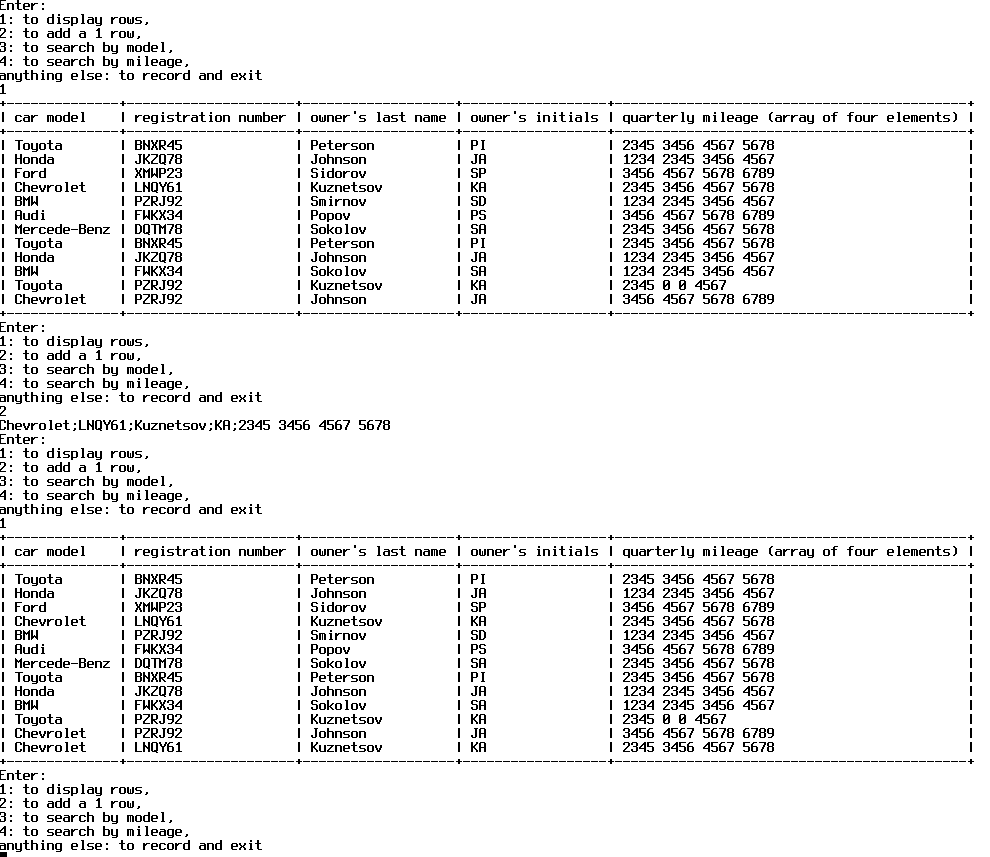 Enter:
1: to display rows,
2: to add a 1 row,
3: to search by model,
4: to search by mileage,
anything else: to record and exit
1
+--------------+---------------------+-------------------+------------------+--------------------------------------------+
| car model    | registration number | owner's last name | owner's initials | quarterly mileage (array of four elements) |
+--------------+---------------------+-------------------+------------------+--------------------------------------------+
| Toyota       | BNXR45              | Peterson          | PI               | 2345 3456 4567 5678                        |
| Honda        | JKZQ78              | Johnson           | JA               | 1234 2345 3456 4567                        |
| Ford         | XMWP23              | Sidorov           | SP               | 3456 4567 5678 6789                        |
| Chevrolet    | LNQY61              | Kuznetsov         | KA               | 2345 3456 4567 5678                        |
| BMW          | PZRJ92              | Smirnov           | SD               | 1234 2345 3456 4567                        |
| Audi         | FWKX34              | Popov             | PS               | 3456 4567 5678 6789                        |
| Mercede-Benz | DQTM78              | Sokolov           | SA               | 2345 3456 4567 5678                        |
| Toyota       | BNXR45              | Peterson          | PI               | 2345 3456 4567 5678                        |
| Honda        | JKZQ78              | Johnson           | JA               | 1234 2345 3456 4567                        |
| BMW          | FWKX34              | Sokolov           | SA               | 1234 2345 3456 4567                        |
| Toyota       | PZRJ92              | Kuznetsov         | KA               | 2345 0 0 4567                              |
| Chevrolet    | PZRJ92              | Johnson           | JA               | 3456 4567 5678 6789                        |
+--------------+---------------------+-------------------+------------------+--------------------------------------------+
Enter:
1: to display rows,
2: to add a 1 row,
3: to search by model,
4: to search by mileage,
anything else: to record and exit
2
Chevrolet;LNQY61;Kuznetsov;KA;2345 3456 4567 5678
Enter:
1: to display rows,
2: to add a 1 row,
3: to search by model,
4: to search by mileage,
anything else: to record and exit
1
+--------------+---------------------+-------------------+------------------+--------------------------------------------+
| car model    | registration number | owner's last name | owner's initials | quarterly mileage (array of four elements) |
+--------------+---------------------+-------------------+------------------+--------------------------------------------+
| Toyota       | BNXR45              | Peterson          | PI               | 2345 3456 4567 5678                        |
| Honda        | JKZQ78              | Johnson           | JA               | 1234 2345 3456 4567                        |
| Ford         | XMWP23              | Sidorov           | SP               | 3456 4567 5678 6789                        |
| Chevrolet    | LNQY61              | Kuznetsov         | KA               | 2345 3456 4567 5678                        |
| BMW          | PZRJ92              | Smirnov           | SD               | 1234 2345 3456 4567                        |
| Audi         | FWKX34              | Popov             | PS               | 3456 4567 5678 6789                        |
| Mercede-Benz | DQTM78              | Sokolov           | SA               | 2345 3456 4567 5678                        |
| Toyota       | BNXR45              | Peterson          | PI               | 2345 3456 4567 5678                        |
| Honda        | JKZQ78              | Johnson           | JA               | 1234 2345 3456 4567                        |
| BMW          | FWKX34              | Sokolov           | SA               | 1234 2345 3456 4567                        |
| Toyota       | PZRJ92              | Kuznetsov         | KA               | 2345 0 0 4567                              |
| Chevrolet    | PZRJ92              | Johnson           | JA               | 3456 4567 5678 6789                        |
| Chevrolet    | LNQY61              | Kuznetsov         | KA               | 2345 3456 4567 5678                        |
+--------------+---------------------+-------------------+------------------+--------------------------------------------+
Enter:
1: to display rows,
2: to add a 1 row,
3: to search by model,
4: to search by mileage,
anything else: to record and exit